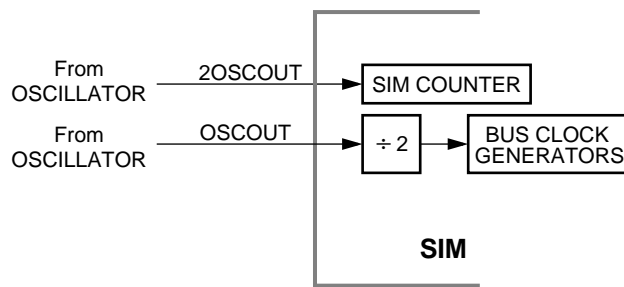 From
OSCILLATOR
2OSCOUT
SIM COUNTER
From
OSCILLATOR
OSCOUT
÷ 2
BUS CLOCK
GENERATORS
SIM